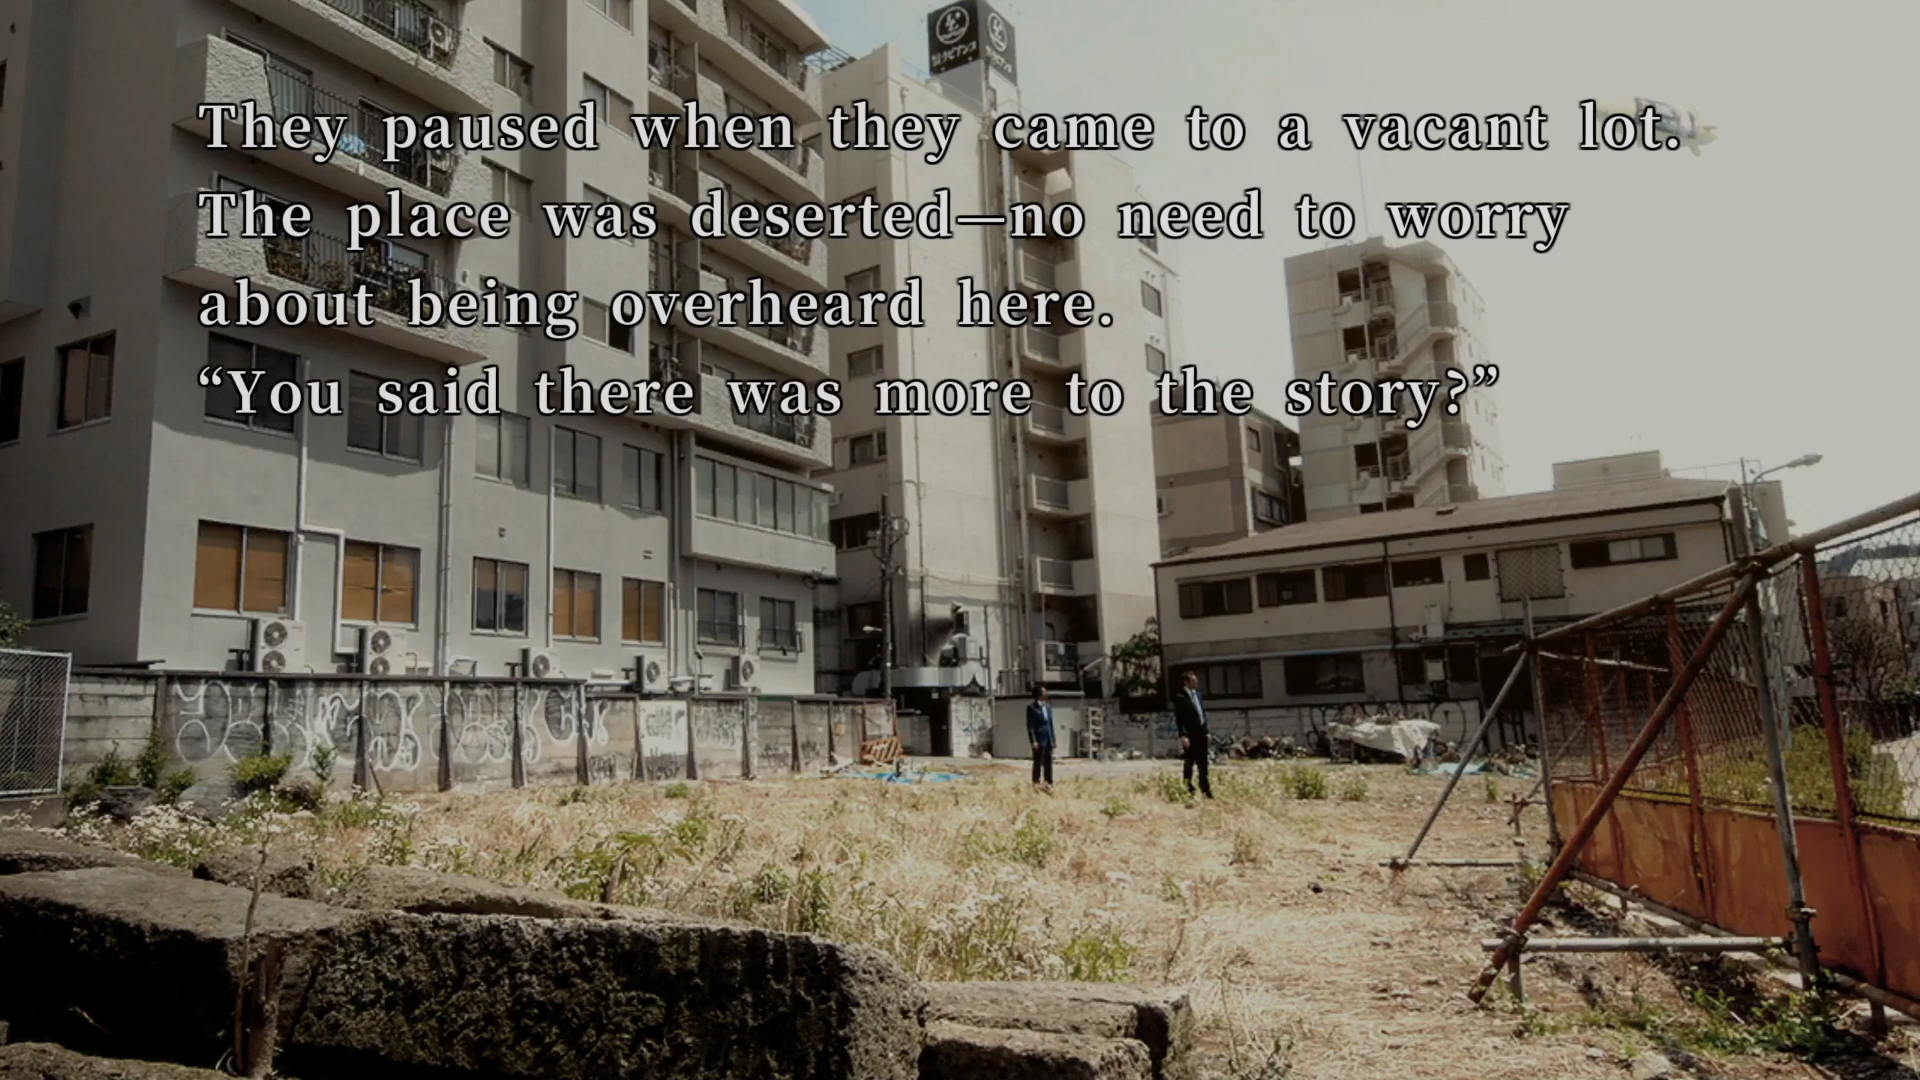 They paused when they came to a vacant lot.
The place was deserted—no need to worry
about being overheard here.
“You said there was more to the story?”